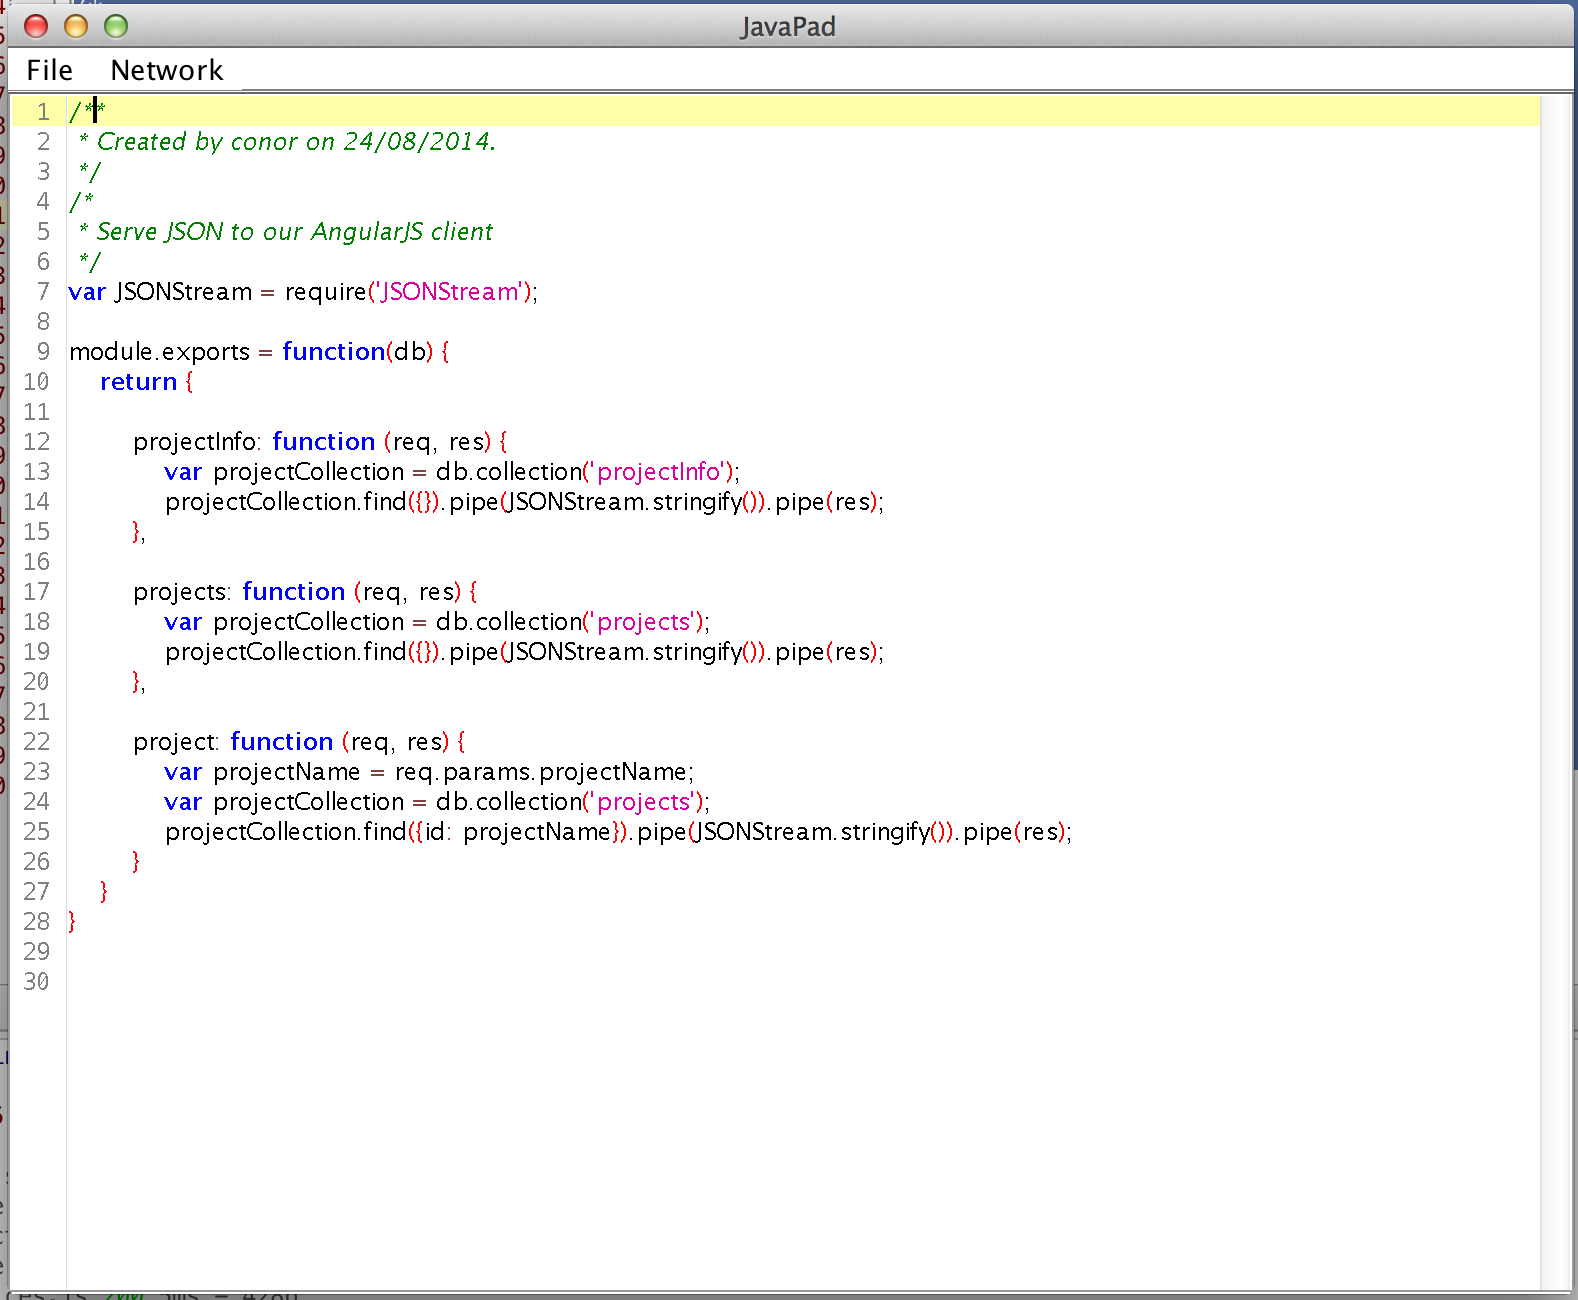 JavaPad
File Network
1 /**
2  * Created by conor on 24/08/2014.
3  */
4 /*
5  * Serve JSON to our AngularJS client
6  */
7 var JSONStream = require('JSONStream');
8
9 module.exports = function(db) {
10     return {
11
12         projectInfo: function (req, res) {
13             var projectCollection = db.collection('projectInfo');
14             projectCollection.find({}).pipe(JSONStream.stringify()).pipe(res);
15         },
16
17         projects: function (req, res) {
18             var projectCollection = db.collection('projects');
19             projectCollection.find({}).pipe(JSONStream.stringify()).pipe(res);
20         },
21
22         project: function (req, res) {
23             var projectName = req.params.projectName;
24             var projectCollection = db.collection('projects');
25             projectCollection.find({id: projectName}).pipe(JSONStream.stringify()).pipe(res);
26         }
27     }
28 }
29
30